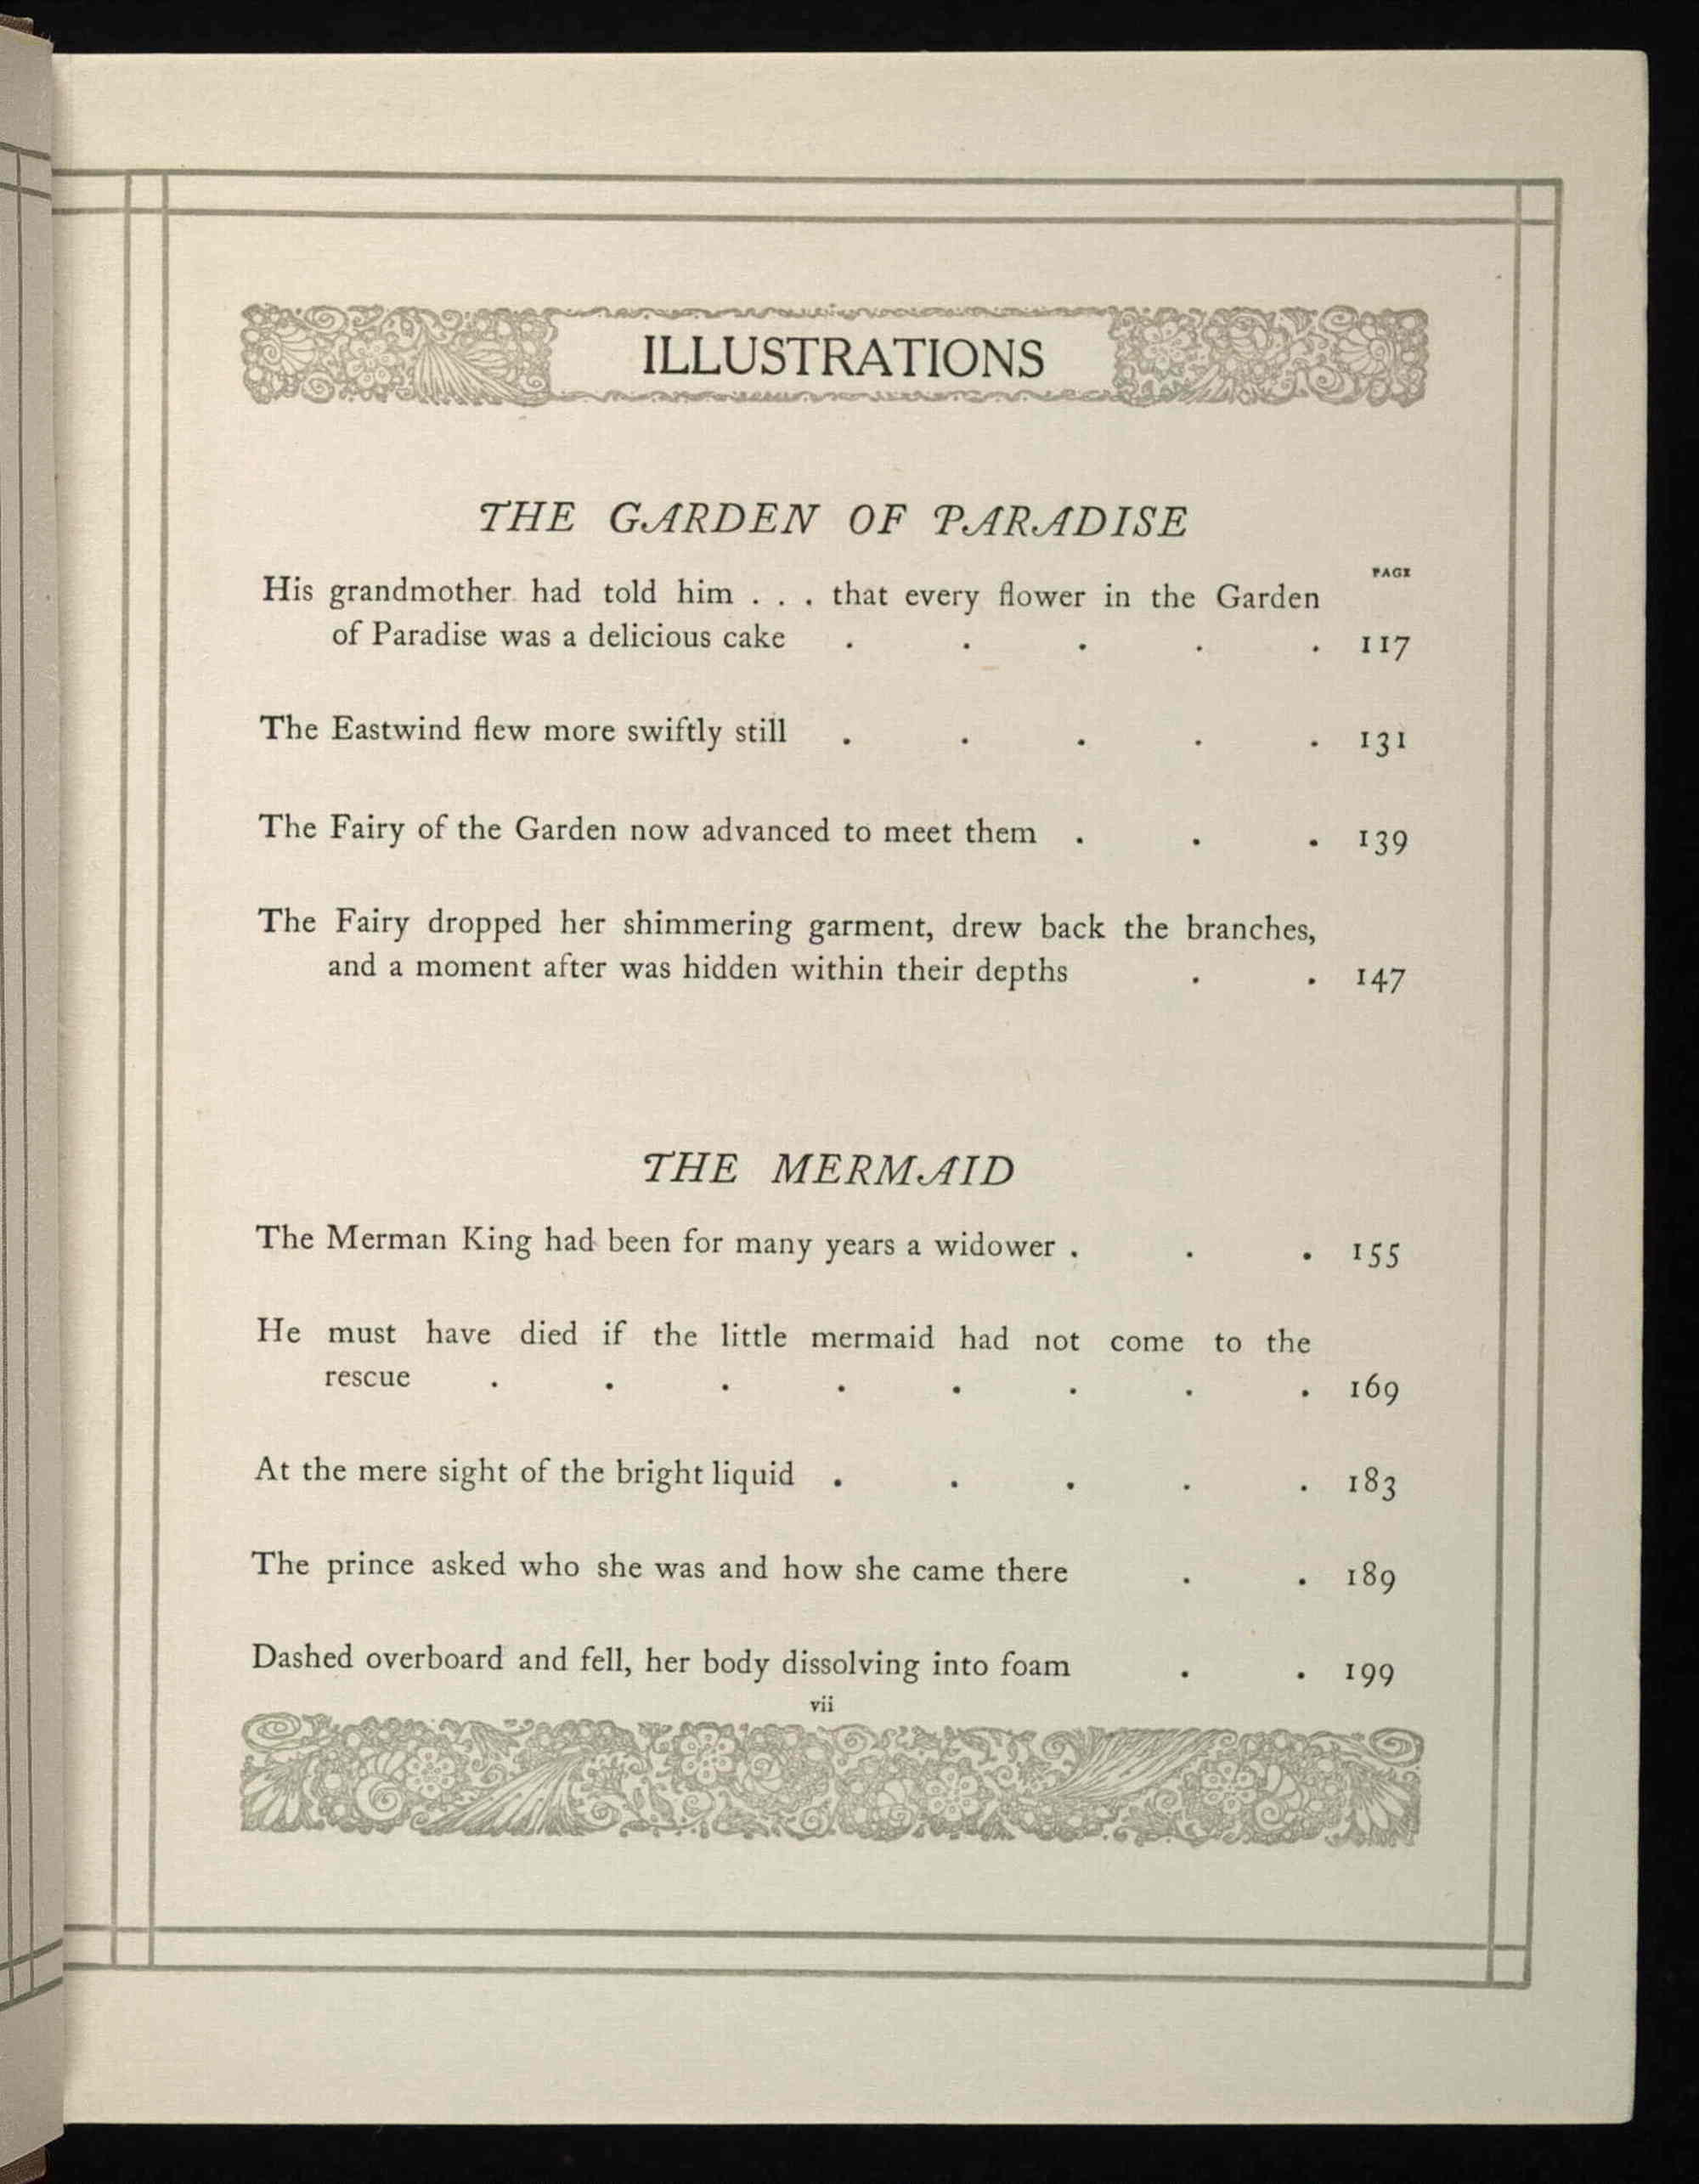 ILLUSTRATIONS
THE GARDEN OF PARADISE
PAGE
His grandmother had told him . . . that every flower in the Garden
of Paradise was a delicious cake . . . . . 117
The Eastwind flew more swiftly still . . . . . 131
The Fairy of the Garden now advanced to meet them . . . 139
The Fairy dropped her shimmering garment, drew back the branches,
and a moment after was hidden within their depths . . 147
THE MERMAID
The Merman King had been for many years a widower . . . 155
He must have died if the little mermaid had not come to the
rescue . . . . . . . . 169
At the mere sight of the bright liquid . . . . . 183
The prince asked who she was and how she came there . . 189
Dashed overboard and fell, her body dissolving into foam . . 199
vii